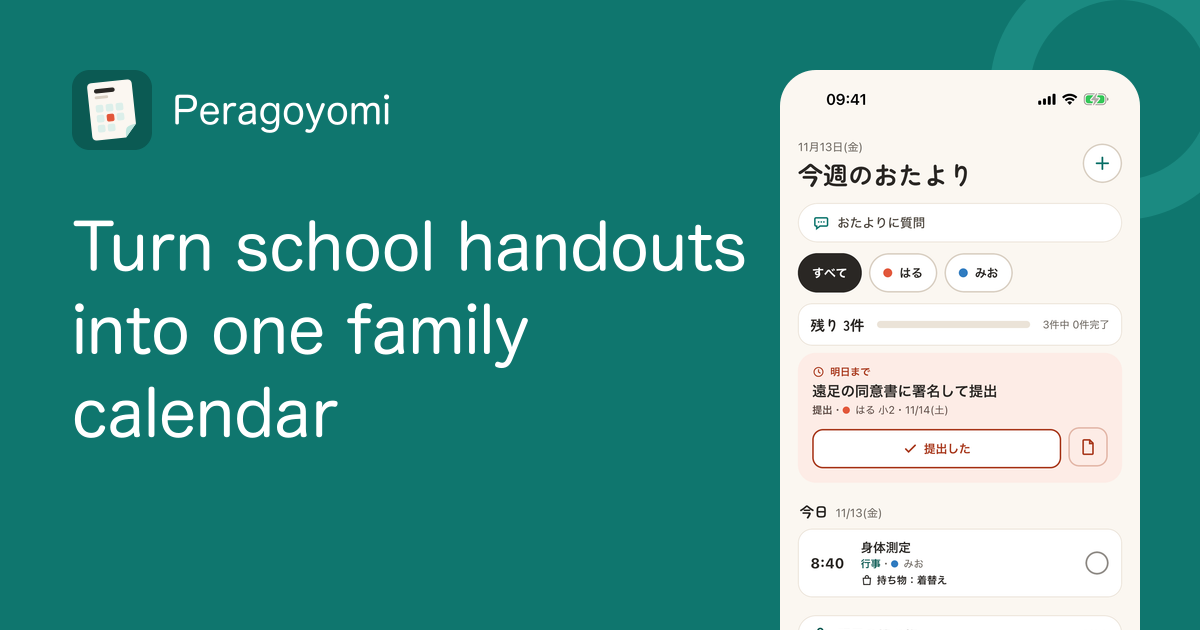 Peragoyomi
Turn school handouts
into one family
calendar
09:41
11月13日(金)
今週のおたより
おたよりに質問
すべて
はる
みお
残り 3件
3件中 0件完了
明日まで
遠足の同意書に署名して提出
提出・はる 小2・11/14(土)
提出した
今日 11/13(金)
8:40
身体測定
行事・みお
持ち物：着替え